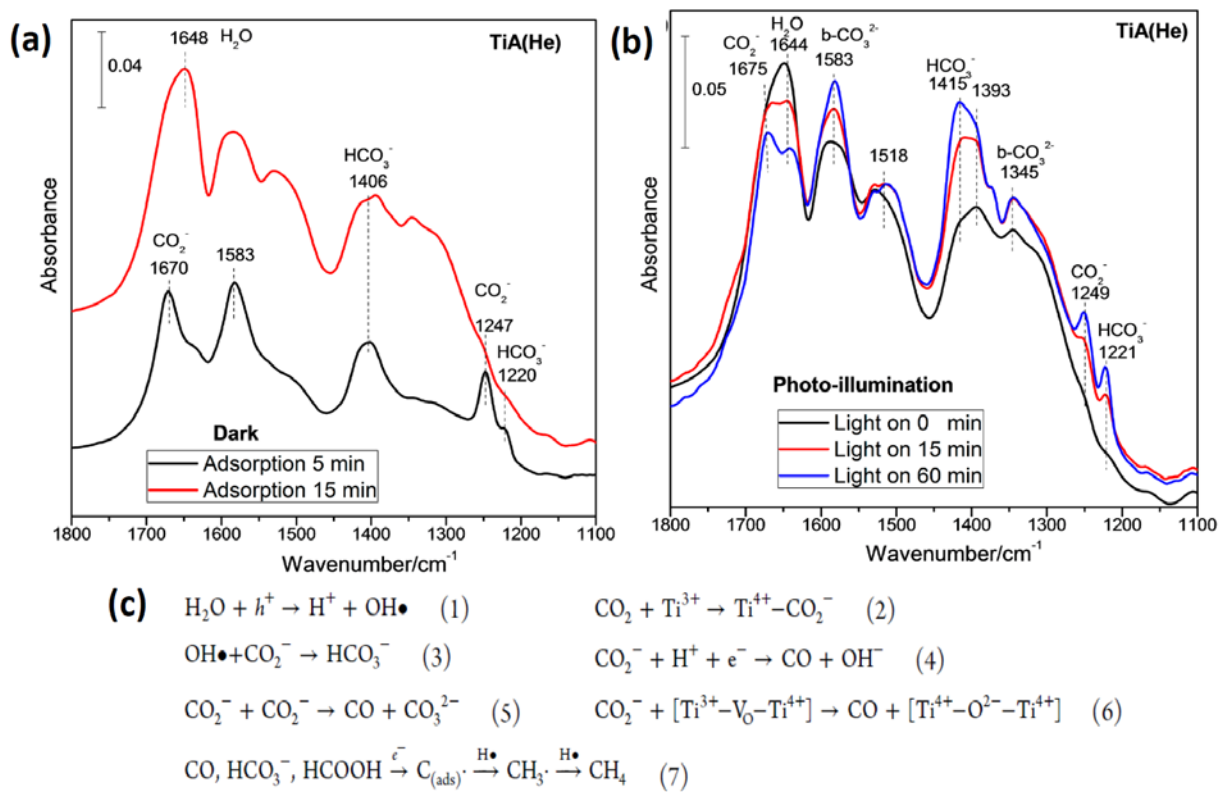 (a)
TiA(He)
0.04
1648 H₂O
HCO₃⁻
1406
CO₂⁻
1670
1583
CO₂⁻
1247
HCO₃⁻
1220
Dark
Adsorption 5 min
Adsorption 15 min
Absorbance
1800 1700 1600 1500 1400 1300 1200 1100
Wavenumber/cm⁻¹
(b)
TiA(He)
0.05
CO₂⁻
1675
H₂O
1644
b-CO₃²⁻
1583
1518
HCO₃⁻
1415
1393
b-CO₃²⁻
1345
CO₂⁻
1249
HCO₃⁻
1221
Photo-illumination
Light on 0 min
Light on 15 min
Light on 60 min
Absorbance
1800 1700 1600 1500 1400 1300 1200 1100
Wavenumber/cm⁻¹
(c)
H₂O + h⁺ → H⁺ + OH• (1)
CO₂ + Ti³⁺ → Ti⁴⁺–CO₂⁻ (2)
OH•+CO₂⁻ → HCO₃⁻ (3)
CO₂⁻ + H⁺ + e⁻ → CO + OH⁻ (4)
CO₂⁻ + CO₂⁻ → CO + CO₃²⁻ (5)
CO₂⁻ + [Ti³⁺–V_O–Ti⁴⁺] → CO + [Ti⁴⁺–O²⁻–Ti⁴⁺] (6)
CO, HCO₃⁻, HCOOH →(e⁻) C₍ads₎· →(H•) CH₃· →(H•) CH₄ (7)